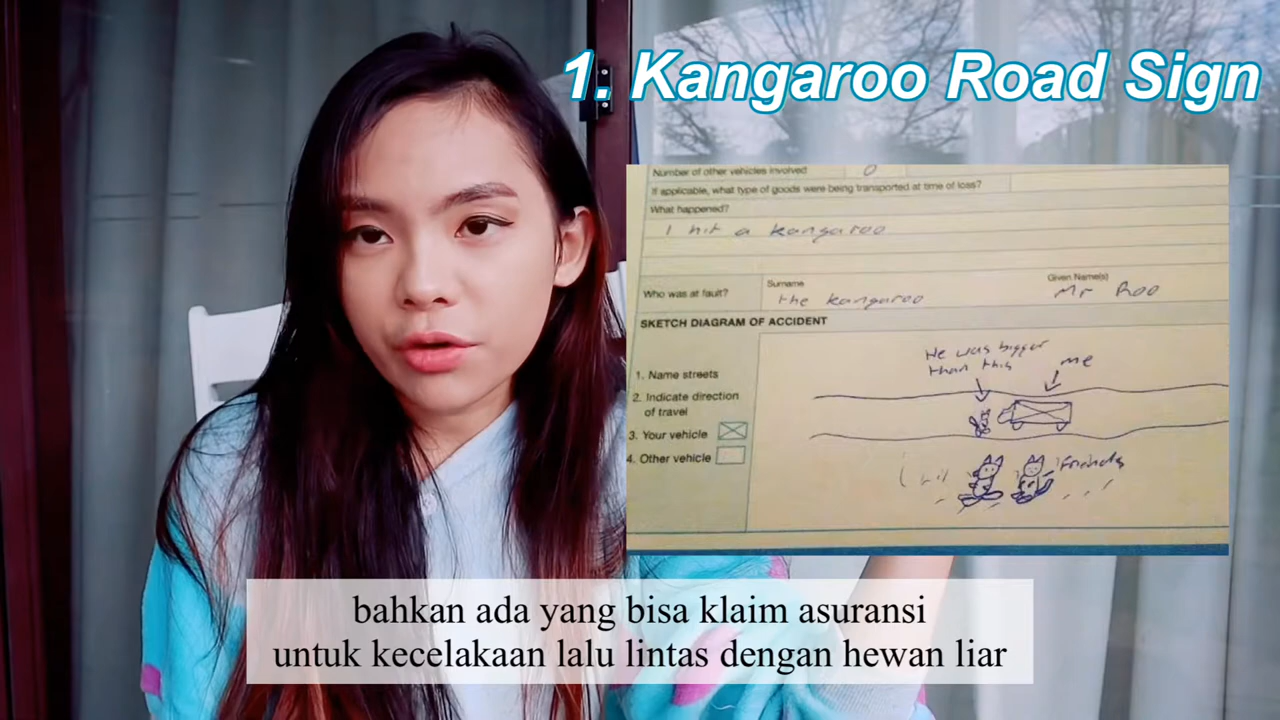 1. Kangaroo Road Sign
Number of other vehicles involved 0
If applicable, what type of goods were being transported at time of loss?
What happened?
I hit a kangaroo
Surname
Given Name(s)
Who was at fault? the kangaroo Mr Roo
SKETCH DIAGRAM OF ACCIDENT
He was bigger
than this
me
1. Name streets
2. Indicate direction
of travel
3. Your vehicle
4. Other vehicle
Friends
bahkan ada yang bisa klaim asuransi
untuk kecelakaan lalu lintas dengan hewan liar